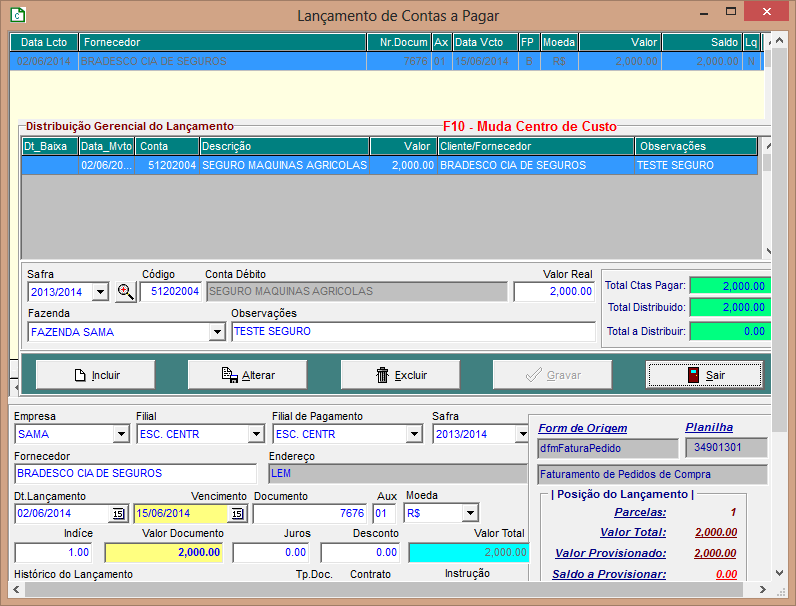 Lançamento de Contas a Pagar
Data Lcto Fornecedor Nr.Docum Ax Data Vcto FP Moeda Valor Saldo Lq
02/06/2014 BRADESCO CIA DE SEGUROS 7676 01 15/06/2014 B R$ 2,000.00 2,000.00 N
Distribuição Gerencial do Lançamento F10 - Muda Centro de Custo
Dt_Baixa Data_Mvto Conta Descrição Valor Cliente/Fornecedor Observações
02/06/20... 51202004 SEGURO MAQUINAS AGRICOLAS 2,000.00 BRADESCO CIA DE SEGUROS TESTE SEGURO
Safra Código Conta Débito Valor Real
2013/2014 51202004 SEGURO MAQUINAS AGRICOLAS 2,000.00
Total Ctas Pagar: 2,000.00
Total Distribuido: 2,000.00
Total a Distribuir: 0.00
Fazenda Observações
FAZENDA SAMA TESTE SEGURO
Incluir Alterar Excluir Gravar Sair
Empresa Filial Filial de Pagamento Safra
SAMA ESC. CENTR ESC. CENTR 2013/2014
Form de Origem Planilha
dfmFaturaPedido 34901301
Faturamento de Pedidos de Compra
Fornecedor Endereço
BRADESCO CIA DE SEGUROS LEM
Dt.Lançamento Vencimento Documento Aux Moeda
02/06/2014 15 15/06/2014 15 7676 01 R$
Indíce Valor Documento Juros Desconto Valor Total
1.00 2,000.00 0.00 0.00 2,000.00
| Posição do Lançamento |
Parcelas: 1
Valor Total: 2,000.00
Valor Provisionado: 2,000.00
Saldo a Provisionar: 0.00
Histórico do Lançamento Tp.Doc. Contrato Instrução